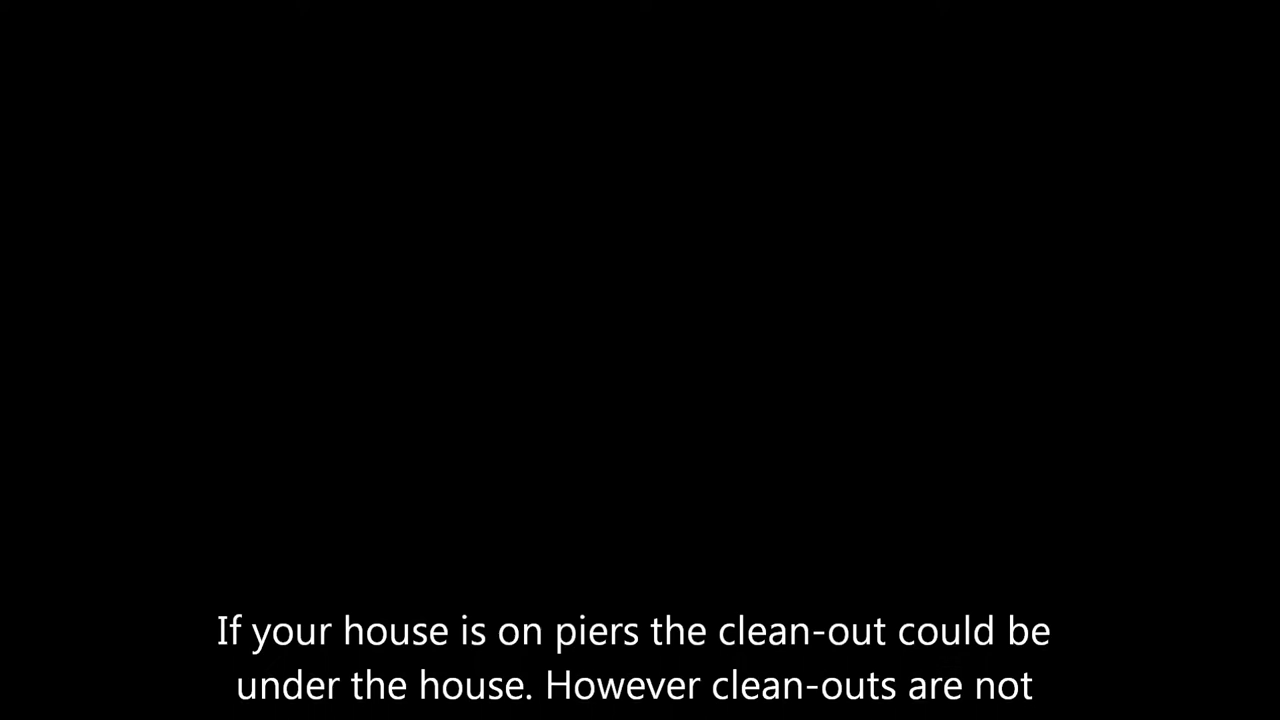 If your house is on piers the clean-out could be
under the house. However clean-outs are not